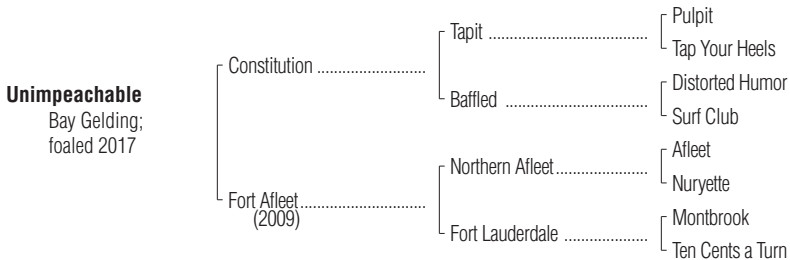 Pulpit
Tapit ........................................
Tap Your Heels
Constitution ...........................
Distorted Humor
Baffled ....................................
Surf Club
Unimpeachable
Bay Gelding;
foaled 2017
Afleet
Northern Afleet.......................
Nuryette
Fort Afleet...............................
(2009)
Montbrook
Fort Lauderdale .....................
Ten Cents a Turn